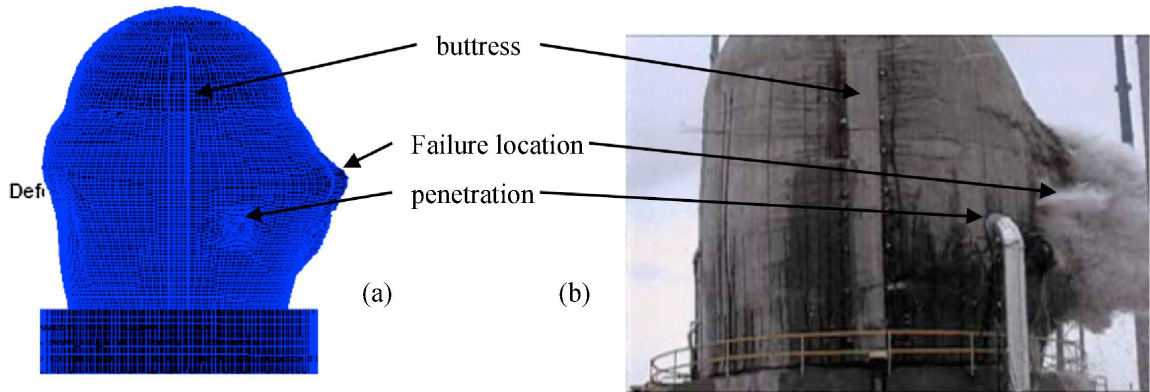 buttress
Failure location
Defo
penetration
(a)
(b)